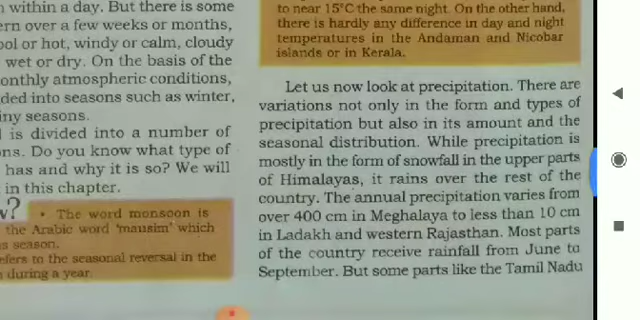 within a day. But there is some
ern over a few weeks or months,
ool or hot, windy or calm, cloudy
wet or dry. On the basis of the
onthly atmospheric conditions,
ded into seasons such as winter,
iny seasons.
is divided into a number of
ons. Do you know what type of
has and why it is so? We will
in this chapter.
w? • The word monsoon is
the Arabic word 'mausim' which
s season.
efers to the seasonal reversal in the
during a year.
to near 15°C the same night. On the other hand,
there is hardly any difference in day and night
temperatures in the Andaman and Nicobar
islands or in Kerala.
Let us now look at precipitation. There are
variations not only in the form and types of
precipitation but also in its amount and the
seasonal distribution. While precipitation is
mostly in the form of snowfall in the upper parts
of Himalayas, it rains over the rest of the
country. The annual precipitation varies from
over 400 cm in Meghalaya to less than 10 cm
in Ladakh and western Rajasthan. Most parts
of the country receive rainfall from June to
September. But some parts like the Tamil Nadu